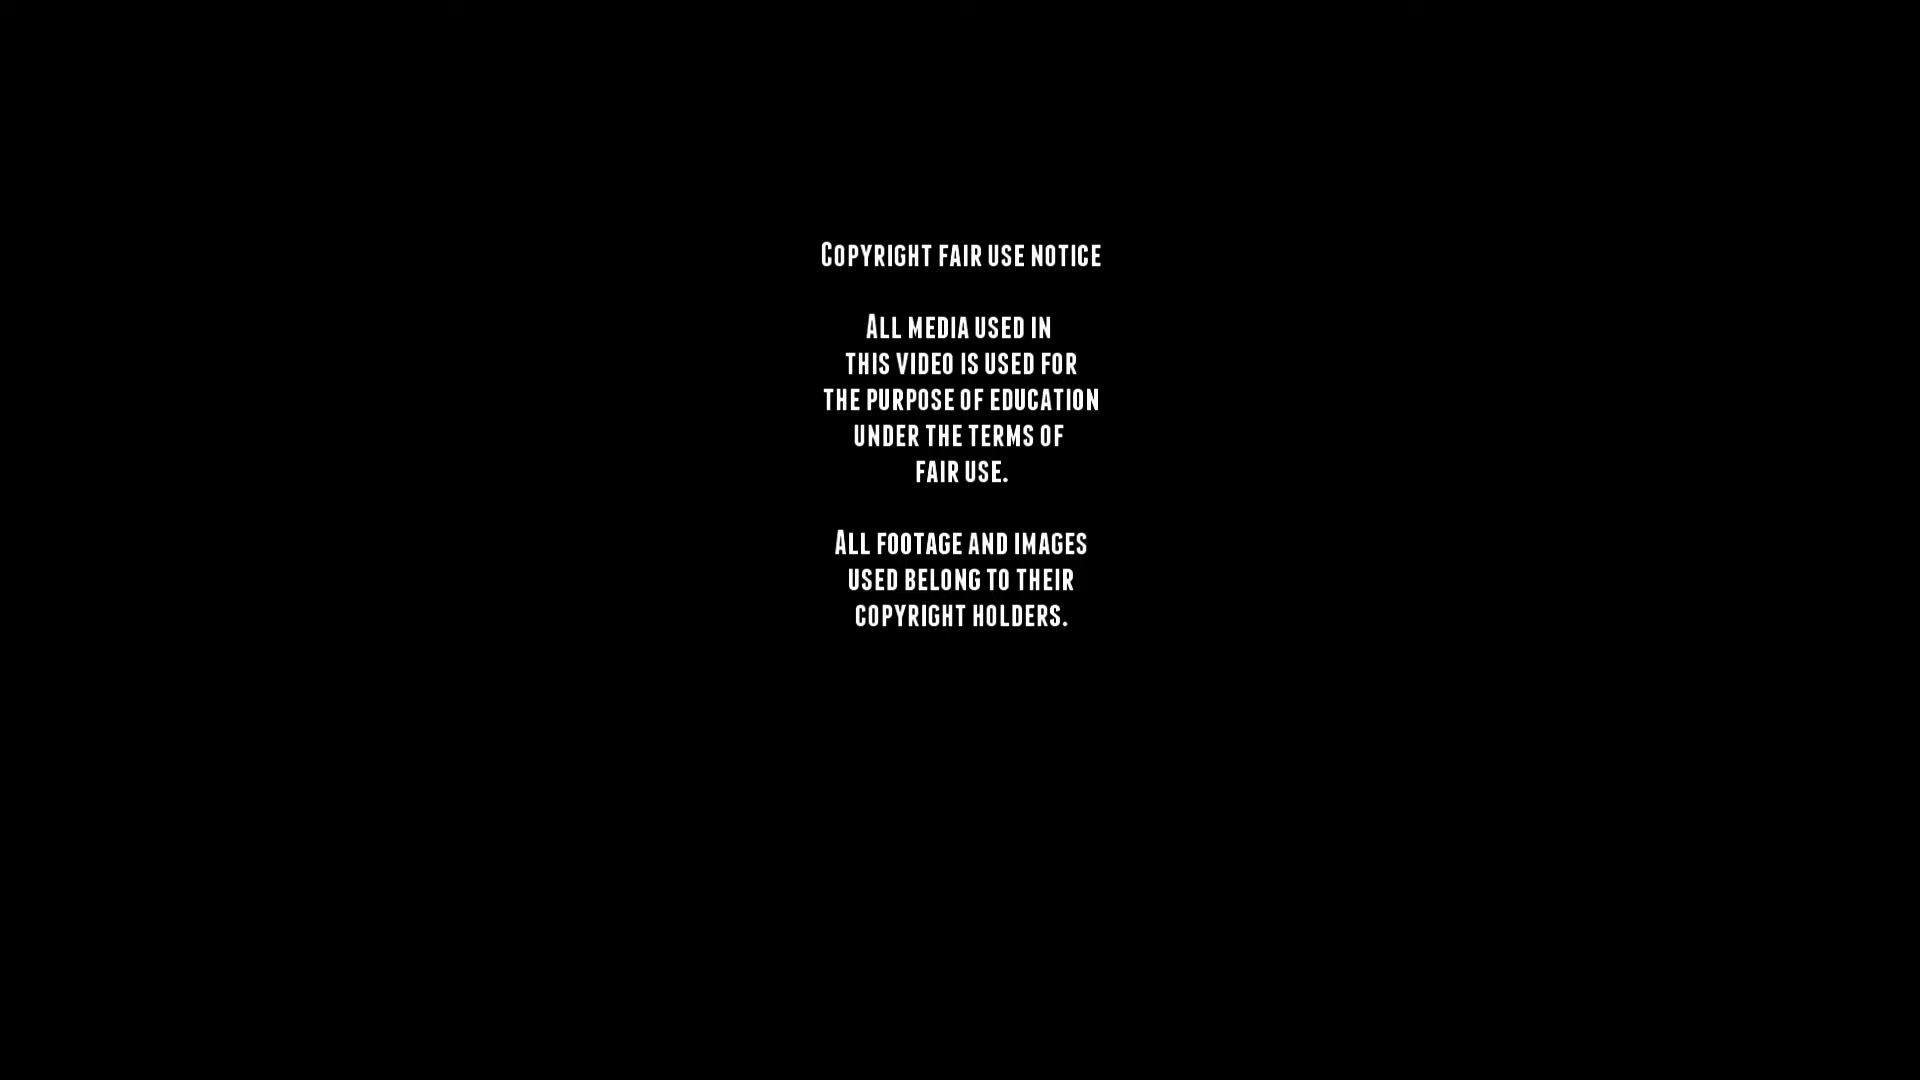 Copyright fair use notice
All media used in
this video is used for
the purpose of education
under the terms of
fair use.
All footage and images
used belong to their
copyright holders.